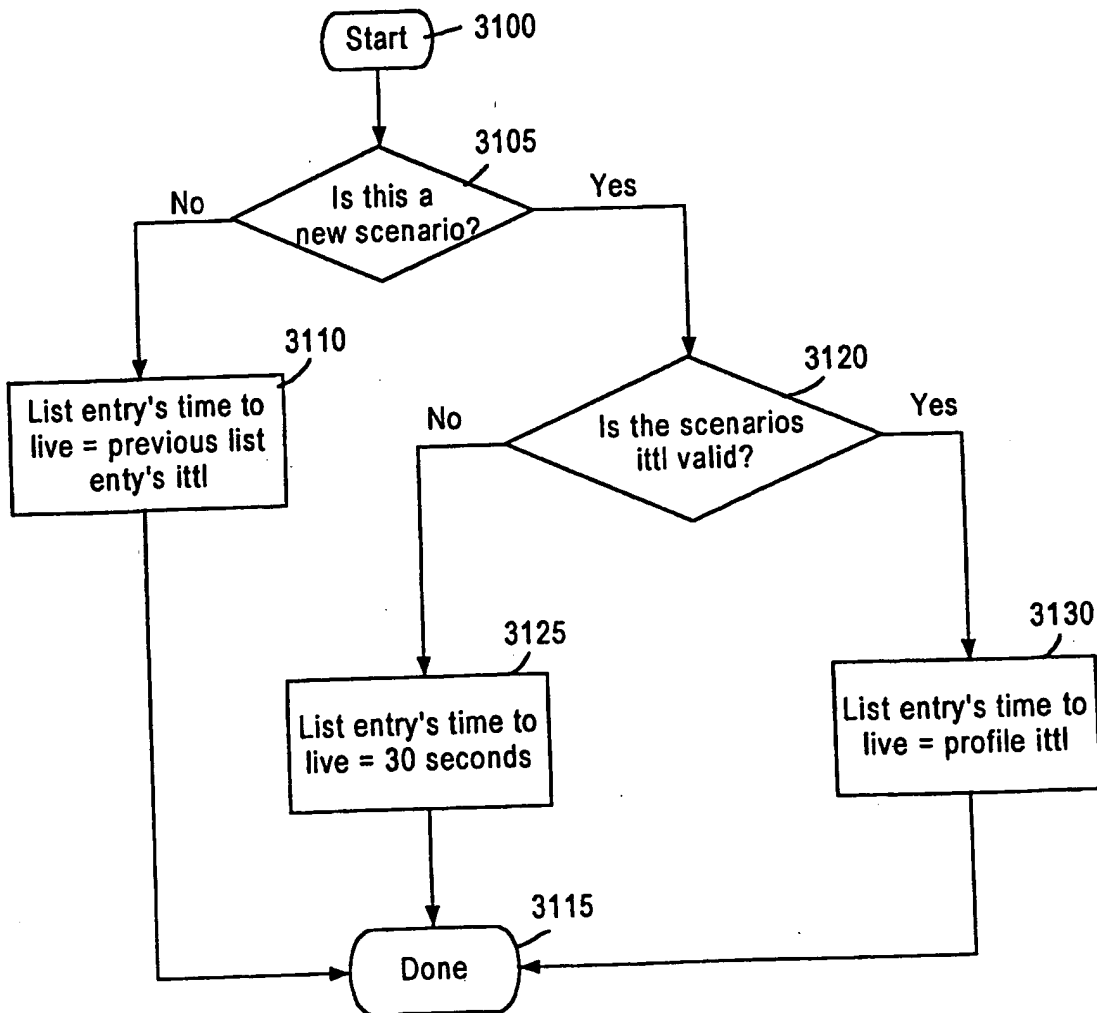 Start
3100
3105
Is this a
new scenario?
No
Yes
3110
List entry's time to
live = previous list
enty's ittl
3120
Is the scenarios
ittl valid?
No
Yes
3125
List entry's time to
live = 30 seconds
3130
List entry's time to
live = profile ittl
3115
Done